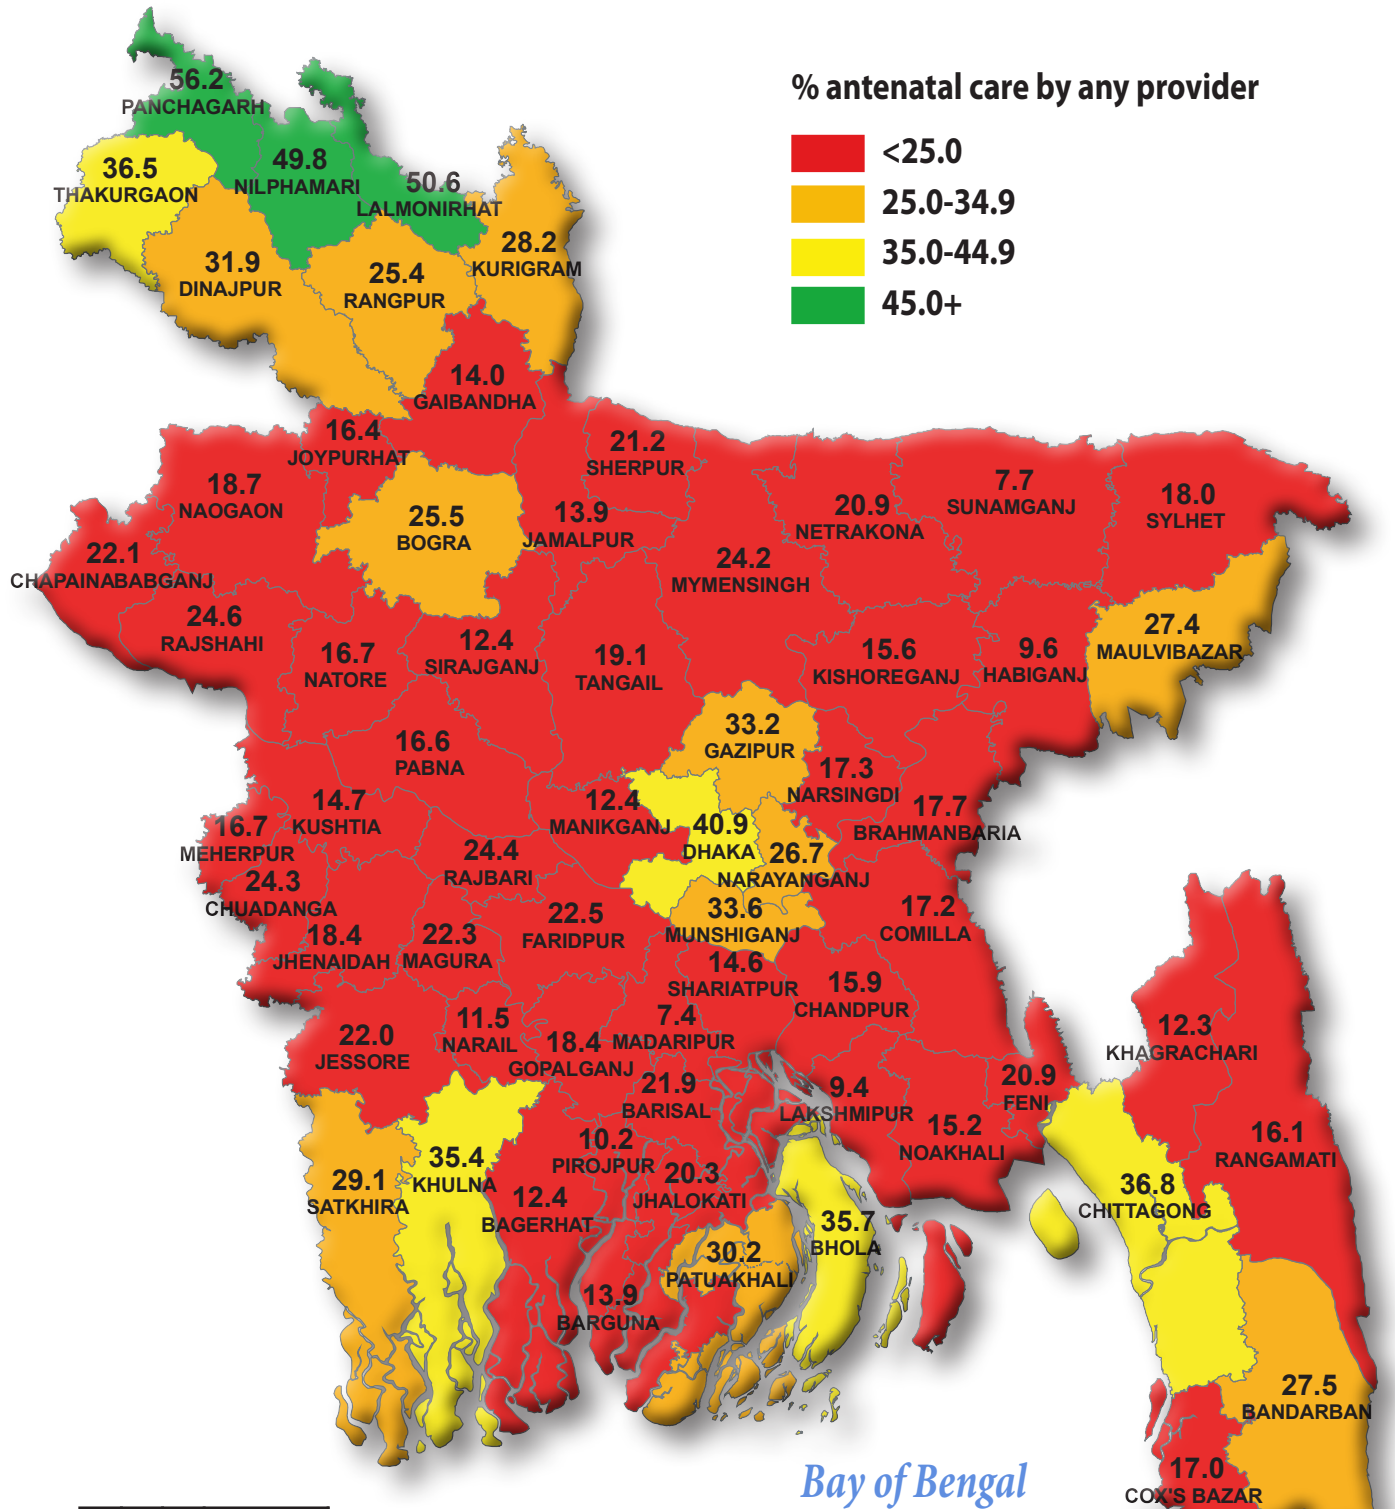 % antenatal care by any provider
<25.0
25.0-34.9
35.0-44.9
45.0+
56.2
PANCHAGARH
36.5
THAKURGAON
49.8
NILPHAMARI
50.6
LALMONIRHAT
28.2
KURIGRAM
31.9
DINAJPUR
25.4
RANGPUR
14.0
GAIBANDHA
16.4
JOYPURHAT
21.2
SHERPUR
18.7
NAOGAON
25.5
BOGRA
13.9
JAMALPUR
20.9
NETRAKONA
7.7
SUNAMGANJ
18.0
SYLHET
22.1
CHAPAINABABGANJ
24.2
MYMENSINGH
24.6
RAJSHAHI
16.7
NATORE
12.4
SIRAJGANJ
19.1
TANGAIL
15.6
KISHOREGANJ
9.6
HABIGANJ
27.4
MAULVIBAZAR
16.6
PABNA
33.2
GAZIPUR
17.3
NARSINGDI
17.7
BRAHMANBARIA
14.7
KUSHTIA
16.7
MEHERPUR
12.4
MANIKGANJ
40.9
DHAKA
26.7
NARAYANGANJ
24.3
CHUADANGA
24.4
RAJBARI
33.6
MUNSHIGANJ
17.2
COMILLA
18.4
JHENAIDAH
22.3
MAGURA
22.5
FARIDPUR
14.6
SHARIATPUR
15.9
CHANDPUR
22.0
JESSORE
11.5
NARAIL
18.4
GOPALGANJ
7.4
MADARIPUR
12.3
KHAGRACHARI
21.9
BARISAL
9.4
LAKSHMIPUR
20.9
FENI
15.2
NOAKHALI
16.1
RANGAMATI
29.1
SATKHIRA
35.4
KHULNA
10.2
PIROJPUR
12.4
BAGERHAT
20.3
JHALOKATI
36.8
CHITTAGONG
30.2
PATUAKHALI
35.7
BHOLA
13.9
BARGUNA
27.5
BANDARBAN
17.0
COX'S BAZAR
Bay of Bengal